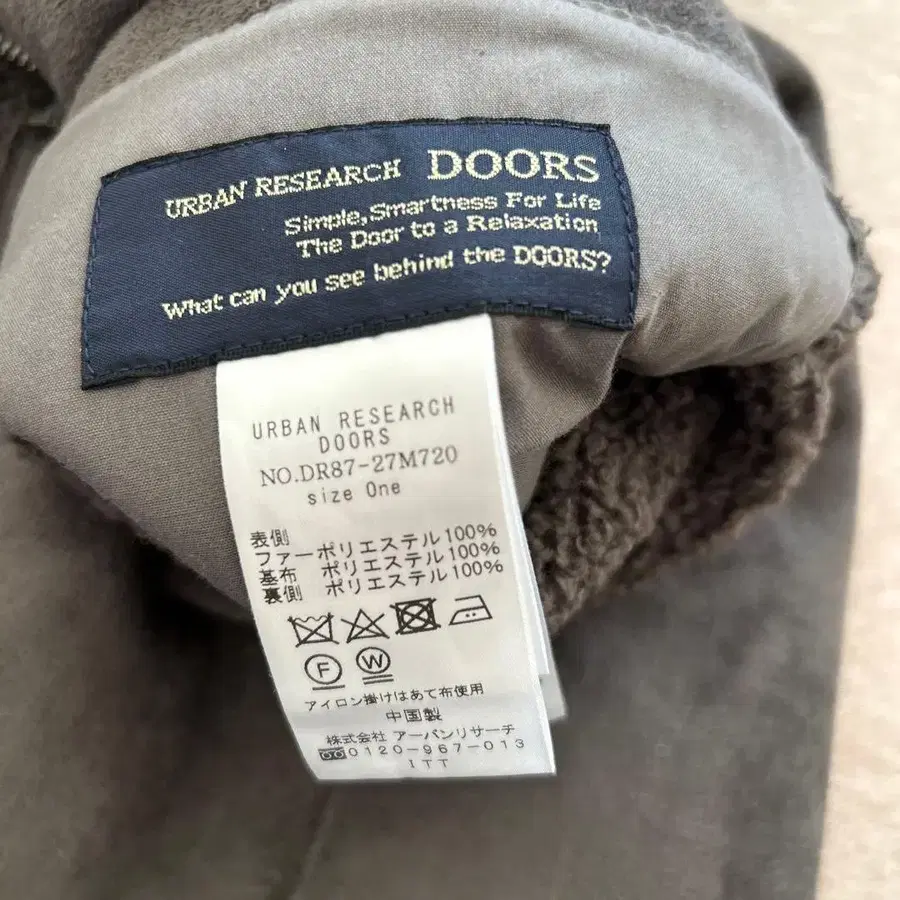 URBAN RESEARCH DOORS
Simple, Smartness For Life
The Door to a Relaxation
What can you see behind the DOORS?
URBAN RESEARCH
DOORS
NO.DR87-27M720
size One
表側
ファーポリエステル100%
基布 ポリエステル100%
裏側 ポリエステル100%
F W
アイロン掛けはあて布使用
中国製
株式会社 アーバンリサーチ
0120-967-013
ITT